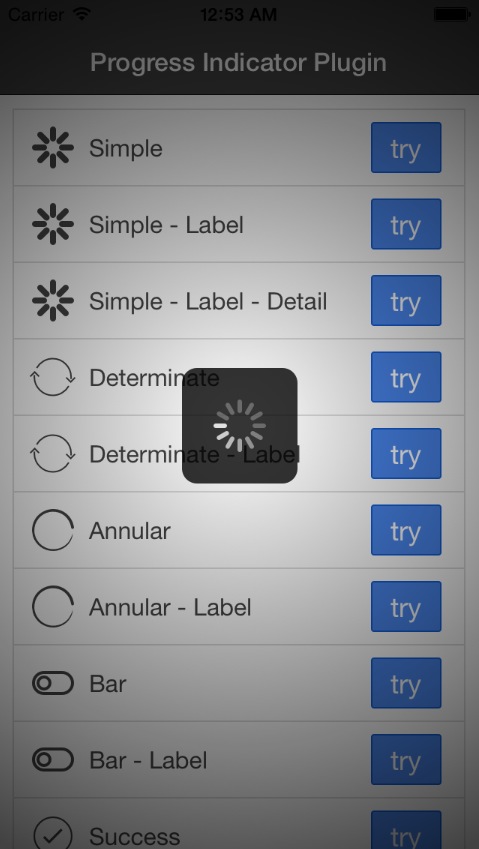 Carrier 12:53 AM
Progress Indicator Plugin
Simple try
Simple - Label try
Simple - Label - Detail try
Determinate try
Determinate - Label try
Annular try
Annular - Label try
Bar try
Bar - Label try
Success try